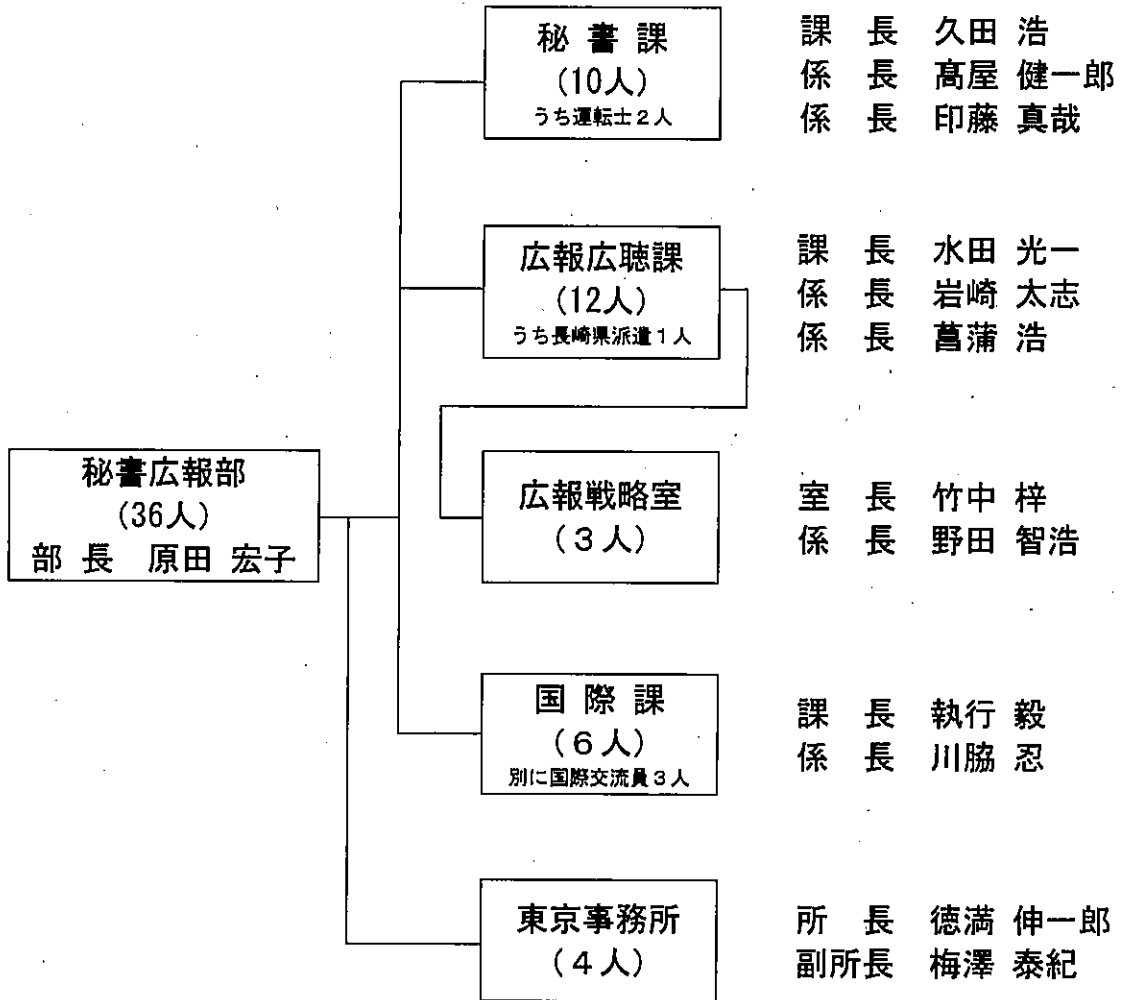 秘書広報部
(36人)
部 長 原田 宏子
秘 書 課
(10人)
うち運転士2人
課 長 久田 浩
係 長 髙屋 健一郎
係 長 印藤 真哉
広報広聴課
(12人)
うち長崎県派遣1人
課 長 水田 光一
係 長 岩崎 太志
係 長 菖蒲 浩
広報戦略室
(3人)
室 長 竹中 梓
係 長 野田 智浩
国 際 課
(6人)
別に国際交流員3人
課 長 執行 毅
係 長 川脇 忍
東京事務所
(4人)
所 長 徳満 伸一郎
副所長 梅澤 泰紀